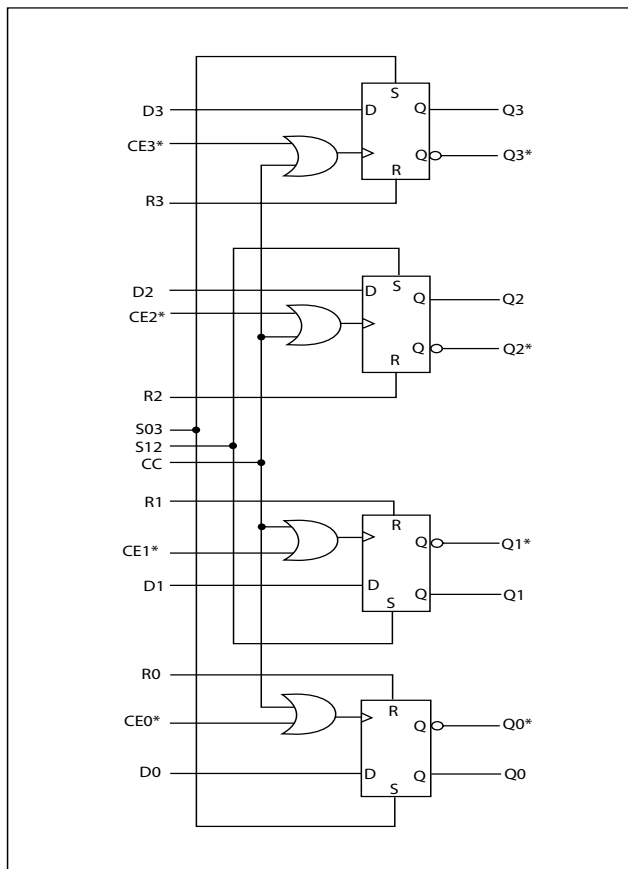 S
D3 D Q Q3
CE3*
Q Q3*
R
R3
D2 D S Q Q2
CE2*
Q Q2*
R
R2
S03
S12
CC
R1
R
CE1* Q Q1*
D1 D Q Q1
S
R0
R
CE0* Q Q0*
D0 D Q Q0
S